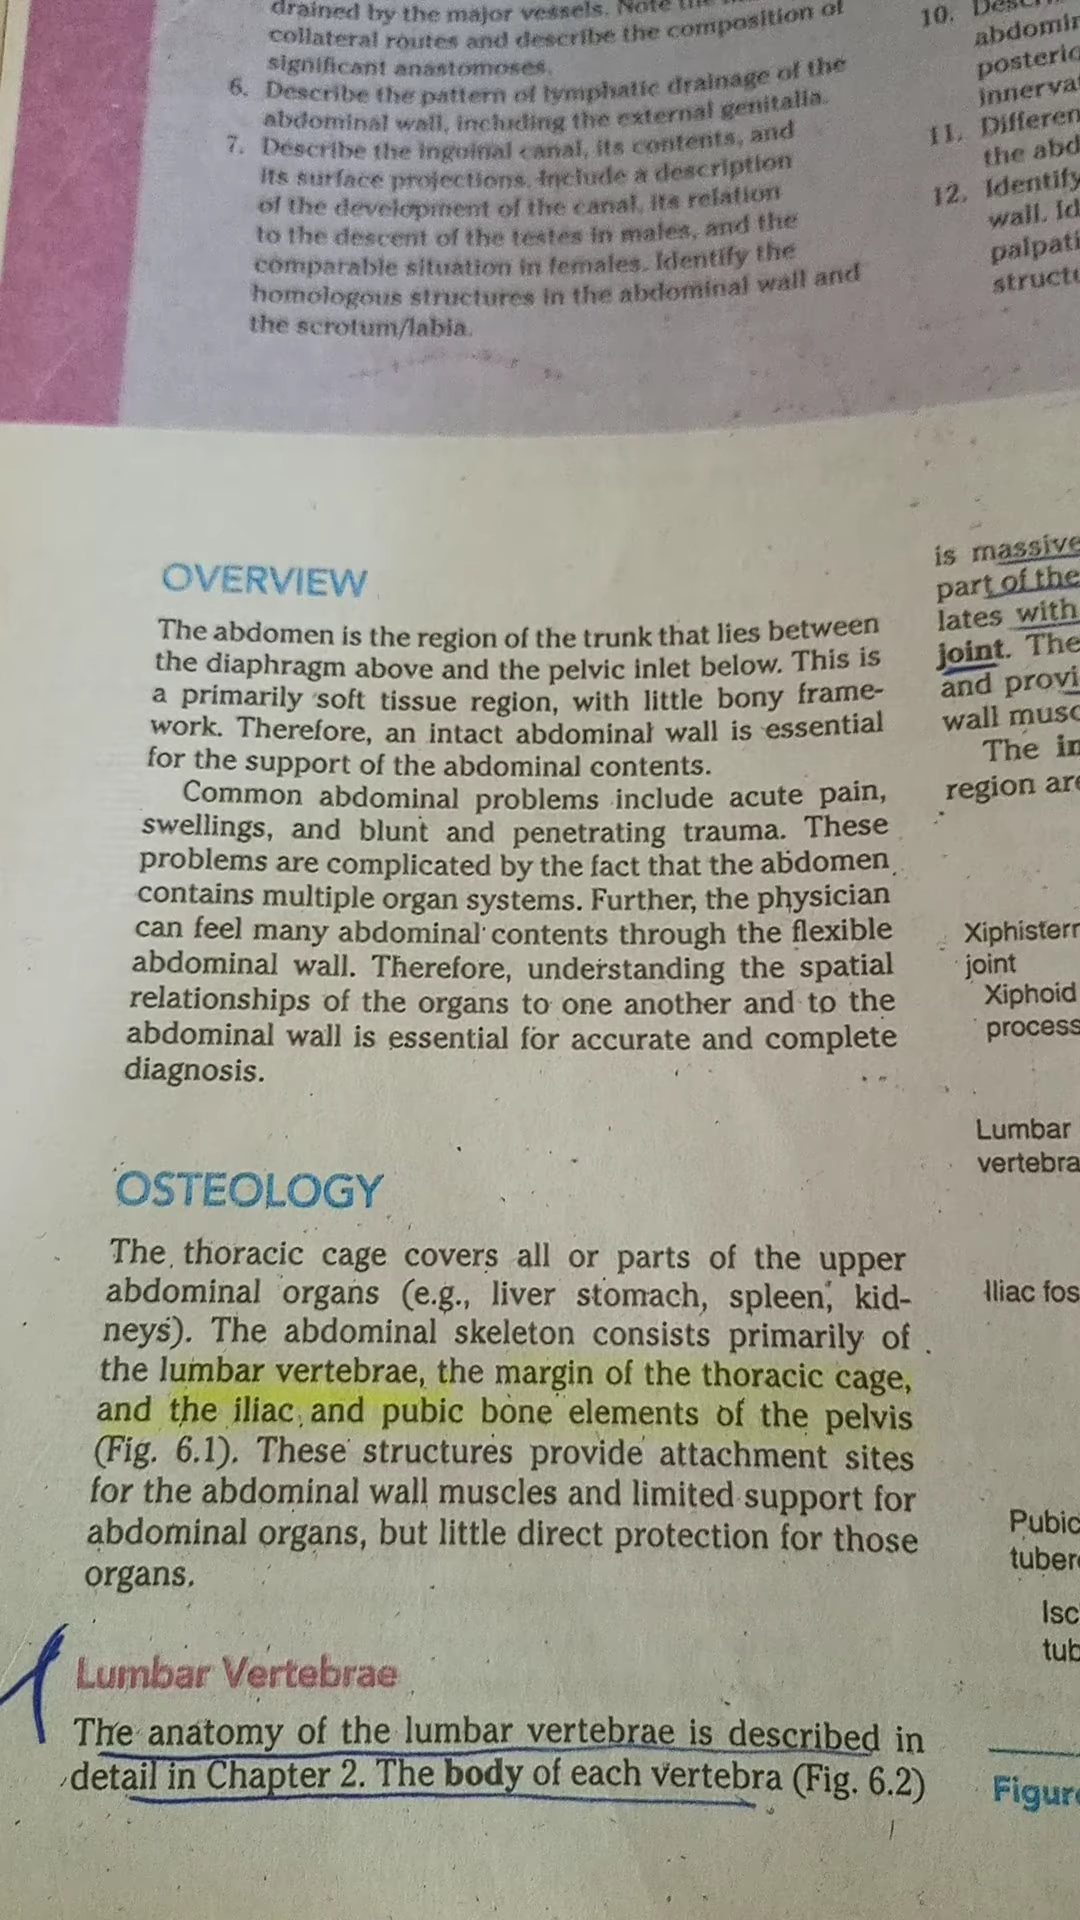 drained by the major vessels. Note
collateral routes and describe the composition of
significant anastomoses.
6. Describe the pattern of lymphatic drainage of the
abdominal wall, including the external genitalia.
7. Describe the inguinal canal, its contents, and
its surface projections. Include a description
of the development of the canal, its relation
to the descent of the testes in males, and the
comparable situation in females. Identify the
homologous structures in the abdominal wall and
the scrotum/labia.
10.
abdomin
posterio
innerva
11. Differen
the abd
12. Identify
wall. Id
palpati
structu
OVERVIEW
The abdomen is the region of the trunk that lies between
the diaphragm above and the pelvic inlet below. This is
a primarily soft tissue region, with little bony frame-
work. Therefore, an intact abdominal wall is essential
for the support of the abdominal contents.
Common abdominal problems include acute pain,
swellings, and blunt and penetrating trauma. These
problems are complicated by the fact that the abdomen
contains multiple organ systems. Further, the physician
can feel many abdominal contents through the flexible
abdominal wall. Therefore, understanding the spatial
relationships of the organs to one another and to the
abdominal wall is essential for accurate and complete
diagnosis.
OSTEOLOGY
The thoracic cage covers all or parts of the upper
abdominal organs (e.g., liver stomach, spleen, kid-
neys). The abdominal skeleton consists primarily of
the lumbar vertebrae, the margin of the thoracic cage,
and the iliac and pubic bone elements of the pelvis
(Fig. 6.1). These structures provide attachment sites
for the abdominal wall muscles and limited support for
abdominal organs, but little direct protection for those
organs.
Lumbar Vertebrae
The anatomy of the lumbar vertebrae is described in
detail in Chapter 2. The body of each vertebra (Fig. 6.2)
is massive
part of the
lates with
joint. The
and provi
wall musc
The in
region are
Xiphistern
joint
Xiphoid
process
Lumbar
vertebra
Iliac fos
Pubic
tuber
Isc
tub
Figure